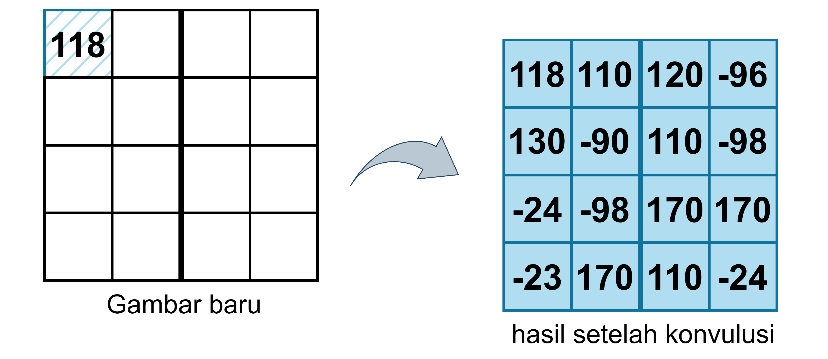 118
Gambar baru
118 110 120 -96
130 -90 110 -98
-24 -98 170 170
-23 170 110 -24
hasil setelah konvulusi